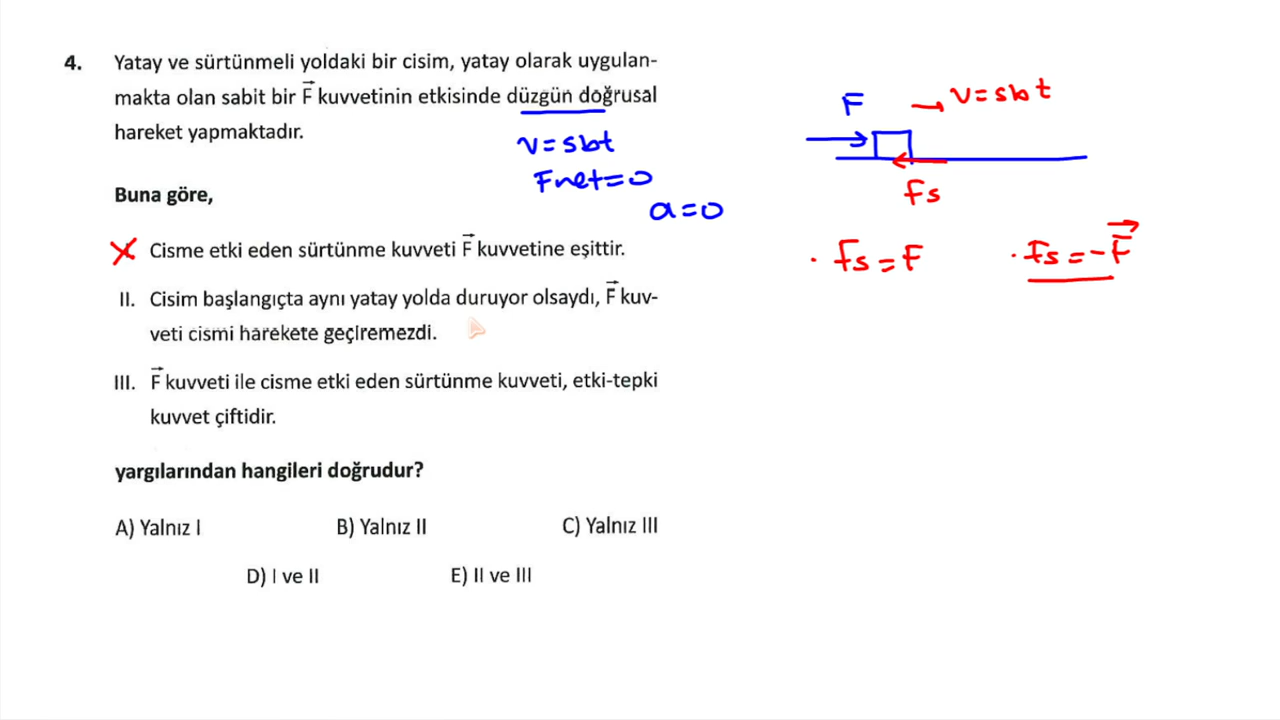 4. Yatay ve sürtünmeli yoldaki bir cisim, yatay olarak uygulan-
makta olan sabit bir F⃗ kuvvetinin etkisinde düzgün doğrusal
hareket yapmaktadır.
v = sbt
Fnet = 0
a = 0
Buna göre,
Cisme etki eden sürtünme kuvveti F⃗ kuvvetine eşittir.
II. Cisim başlangıçta aynı yatay yolda duruyor olsaydı, F⃗ kuv-
veti cismi harekete geçiremezdi.
III. F⃗ kuvveti ile cisme etki eden sürtünme kuvveti, etki-tepki
kuvvet çiftidir.
yargılarından hangileri doğrudur?
A) Yalnız I B) Yalnız II C) Yalnız III
D) I ve II E) II ve III
F → v = sbt
fs
. fs = F . fs = -F⃗